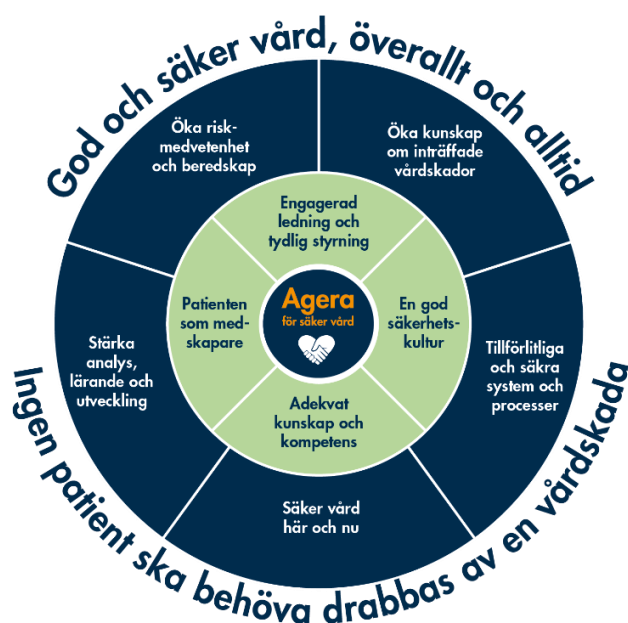 God och säker vård, överallt och alltid
Öka risk-
medvetenhet
och beredskap
Öka kunskap
om inträffade
vårdskador
Engagerad
ledning och
tydlig styrning
Patienten
som med-
skapare
Agera
för säker vård
En god
säkerhets-
kultur
Stärka
analys,
lärande och
utveckling
Tillförlitliga
och säkra
system och
processer
Adekvat
kunskap och
kompetens
Säker vård
här och nu
Ingen patient ska behöva drabbas av en vårdskada